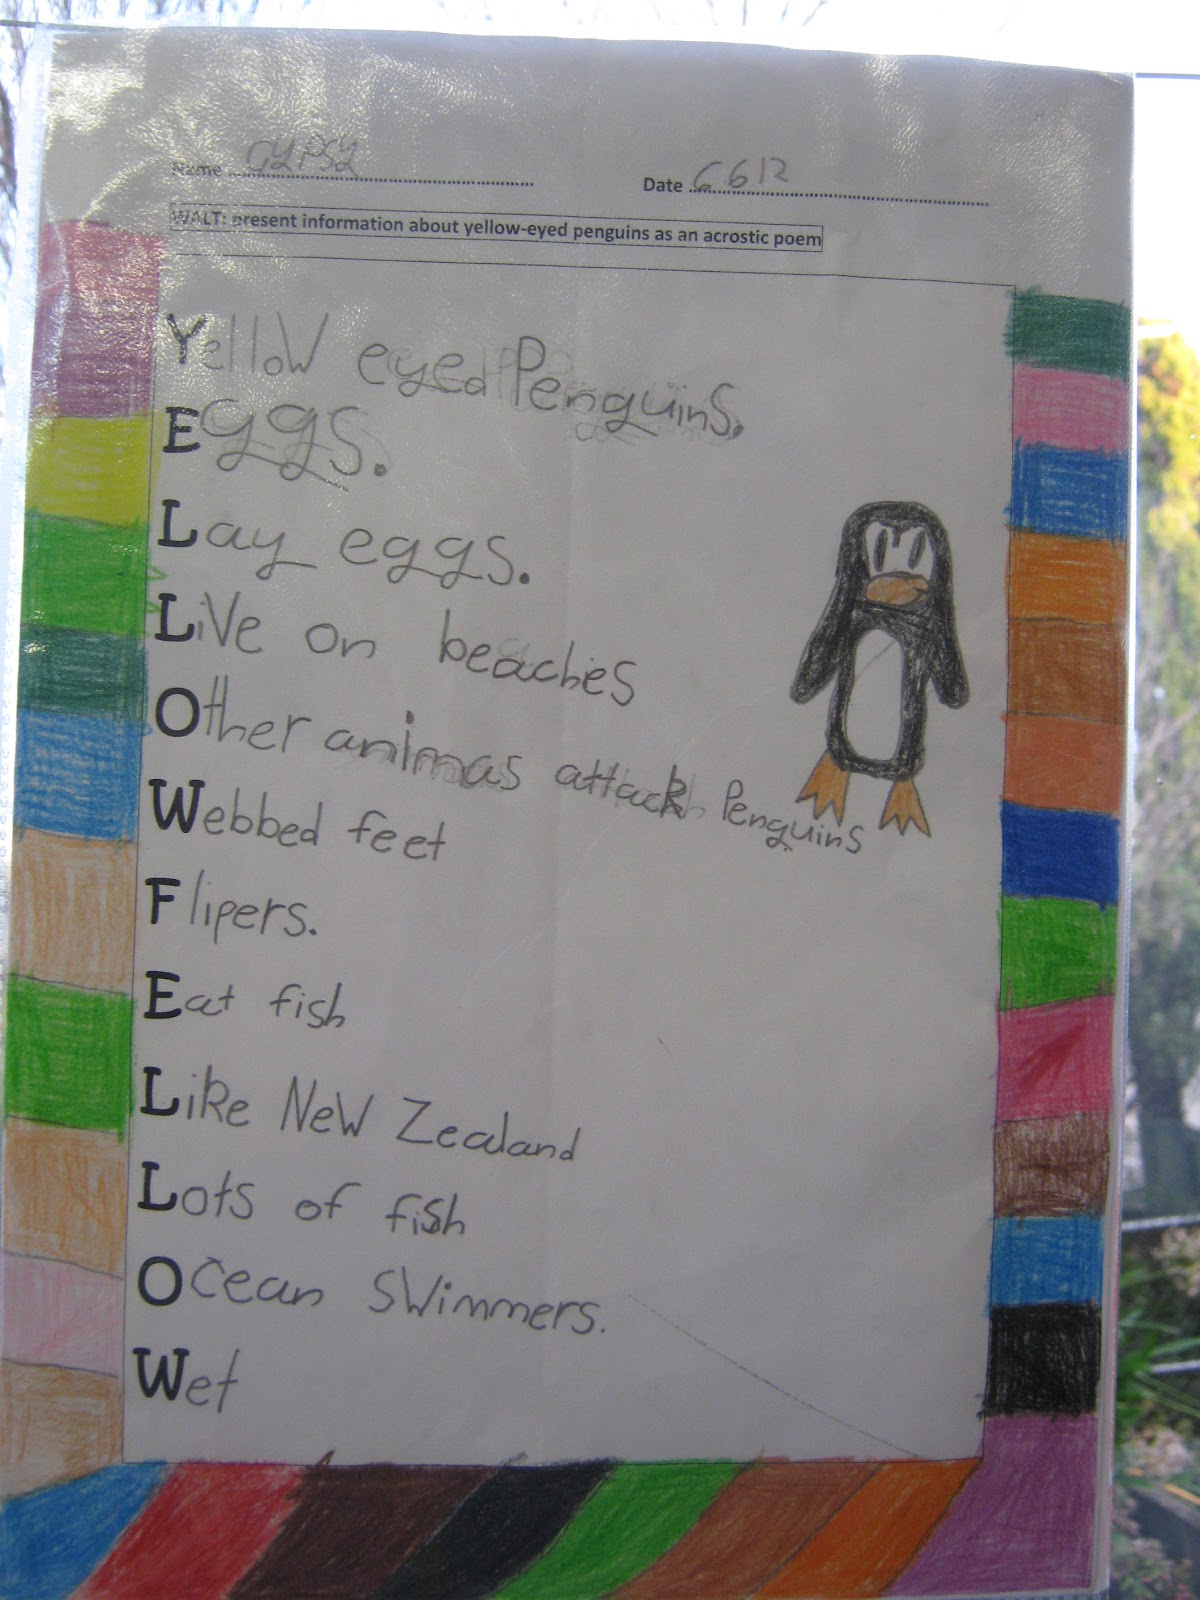 Name GYPSY Date 6 6 12
WALT: present information about yellow-eyed penguins as an acrostic poem
Yellow eyed Penguins.
Eggs.
Lay eggs.
Live on beaches
Other animas attack Penguins
Webbed feet
Flipers.
Eat fish
Like New Zealand
Lots of fish
Ocean swimmers.
Wet